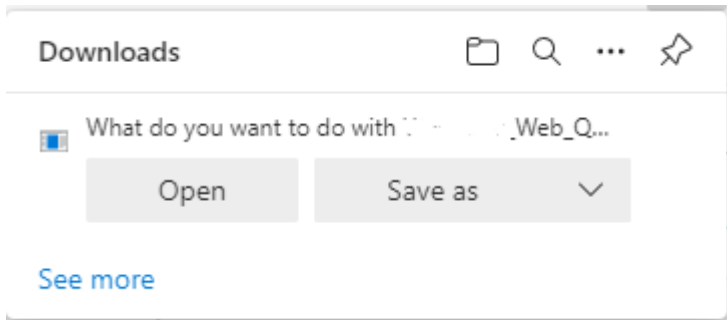 Downloads
What do you want to do with _Web_Q...
Open
Save as
See more